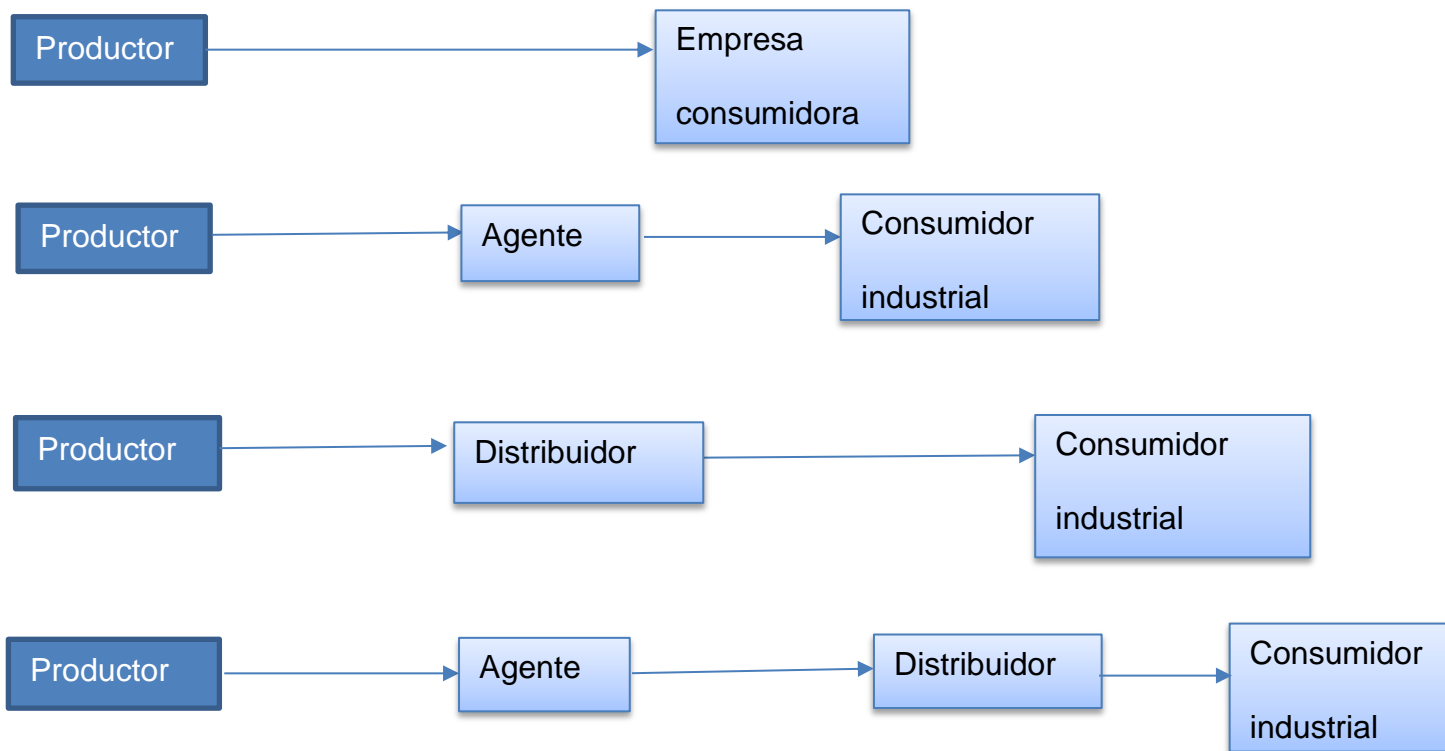 Productor
Empresa
consumidora
Productor
Agente
Consumidor
industrial
Productor
Distribuidor
Consumidor
industrial
Productor
Agente
Distribuidor
Consumidor
industrial